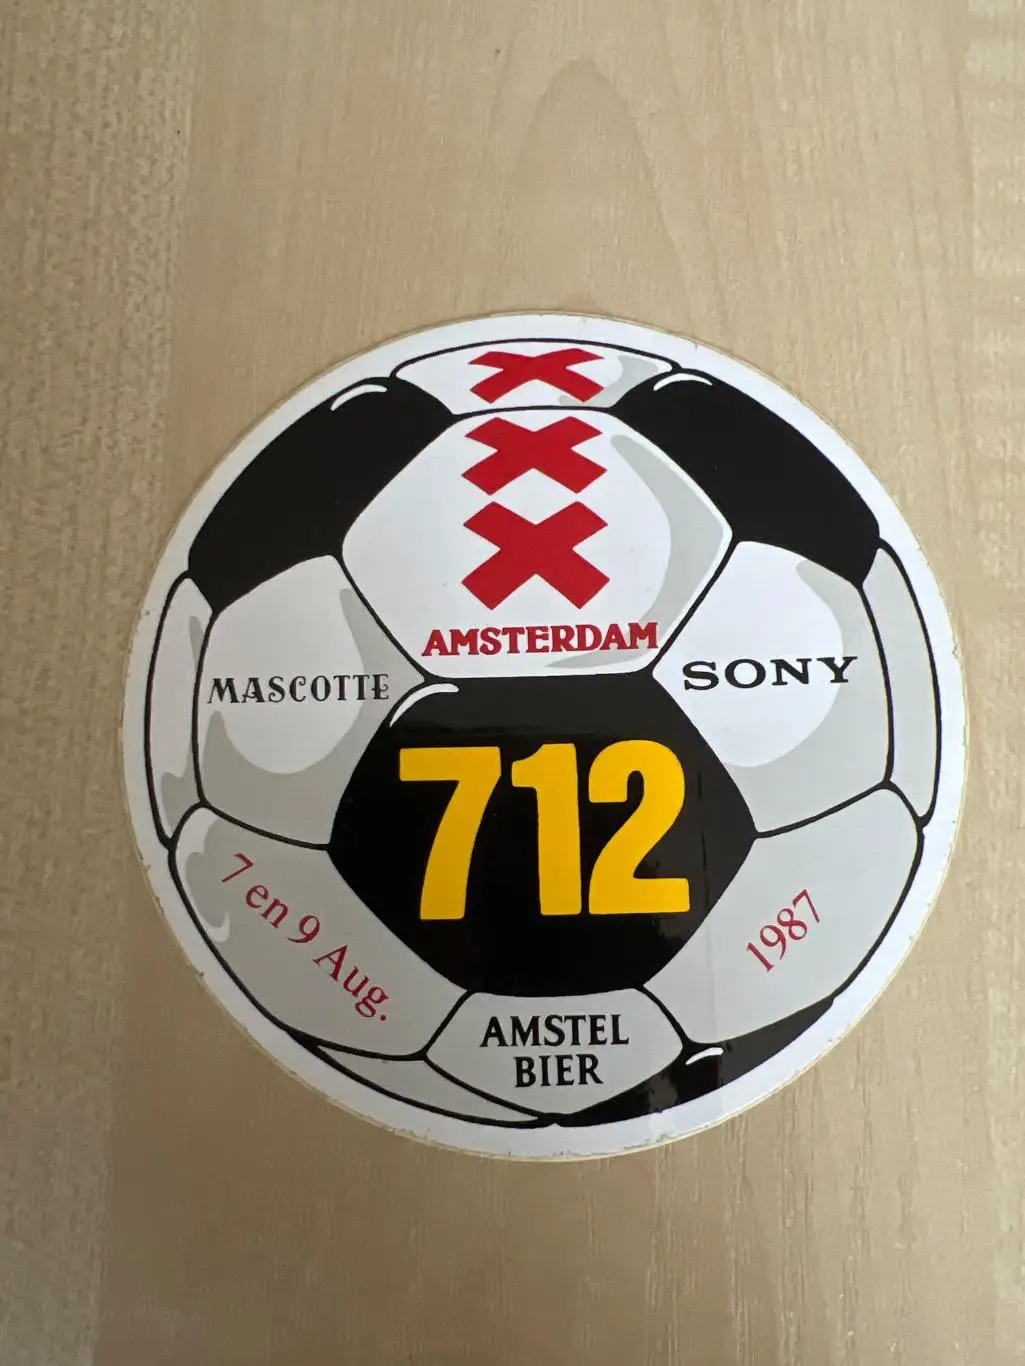 AMSTERDAM
MASCOTTE
SONY
712
7 en 9 Aug.
1987
AMSTEL
BIER